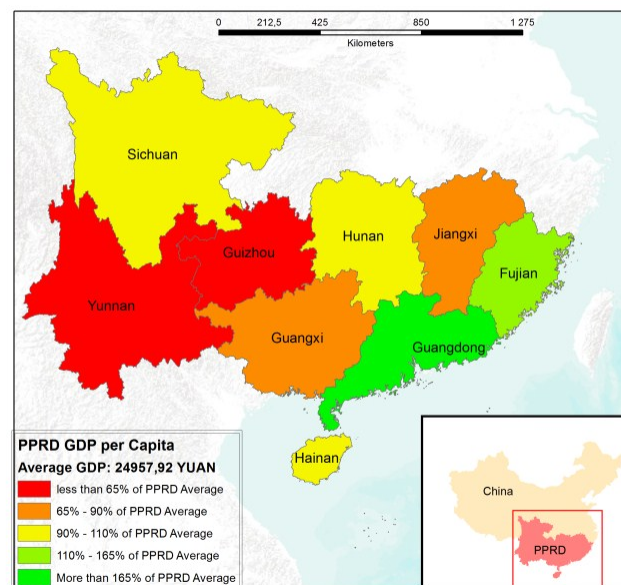 0 212,5 425 850 1 275
Kilometers
Sichuan
Hunan
Jiangxi
Guizhou
Fujian
Yunnan
Guangxi
Guangdong
Hainan
PPRD GDP per Capita
Average GDP: 24957,92 YUAN
less than 65% of PPRD Average
65% - 90% of PPRD Average
90% - 110% of PPRD Average
110% - 165% of PPRD Average
More than 165% of PPRD Average
China
PPRD